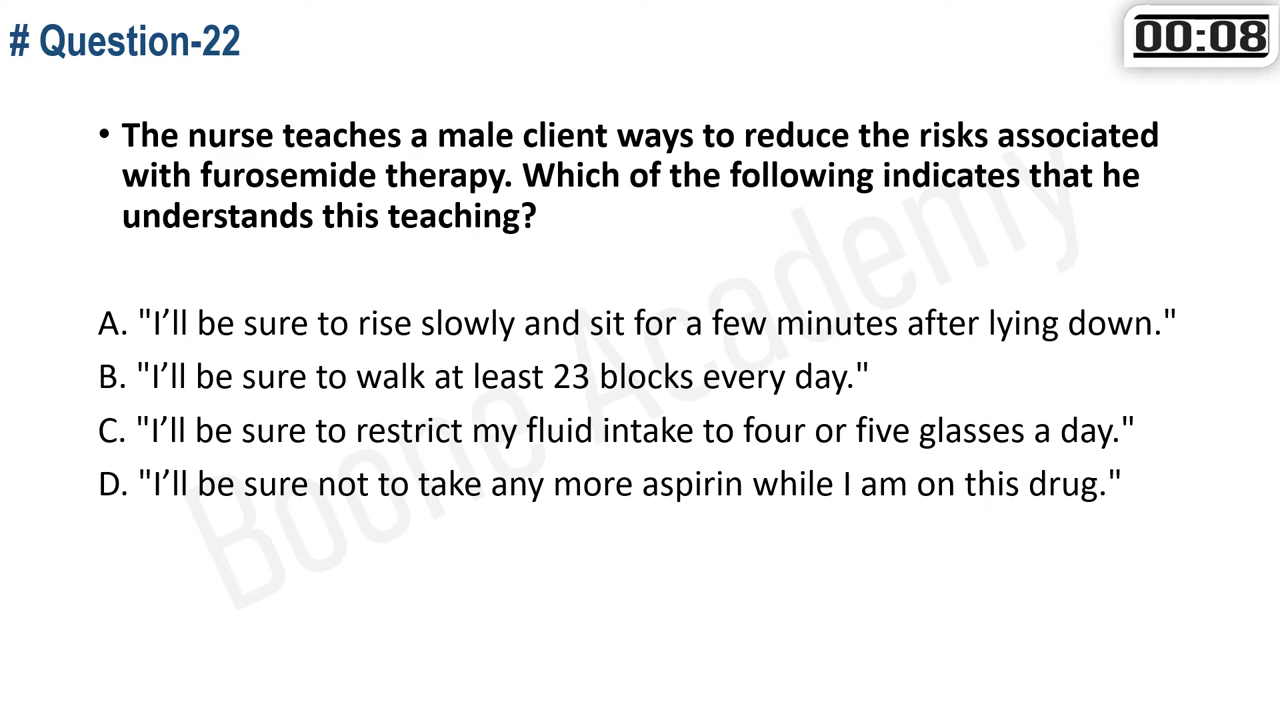 # Question-22
00:08
• The nurse teaches a male client ways to reduce the risks associated
with furosemide therapy. Which of the following indicates that he
understands this teaching?
A. "I’ll be sure to rise slowly and sit for a few minutes after lying down."
B. "I’ll be sure to walk at least 23 blocks every day."
C. "I’ll be sure to restrict my fluid intake to four or five glasses a day."
D. "I’ll be sure not to take any more aspirin while I am on this drug."